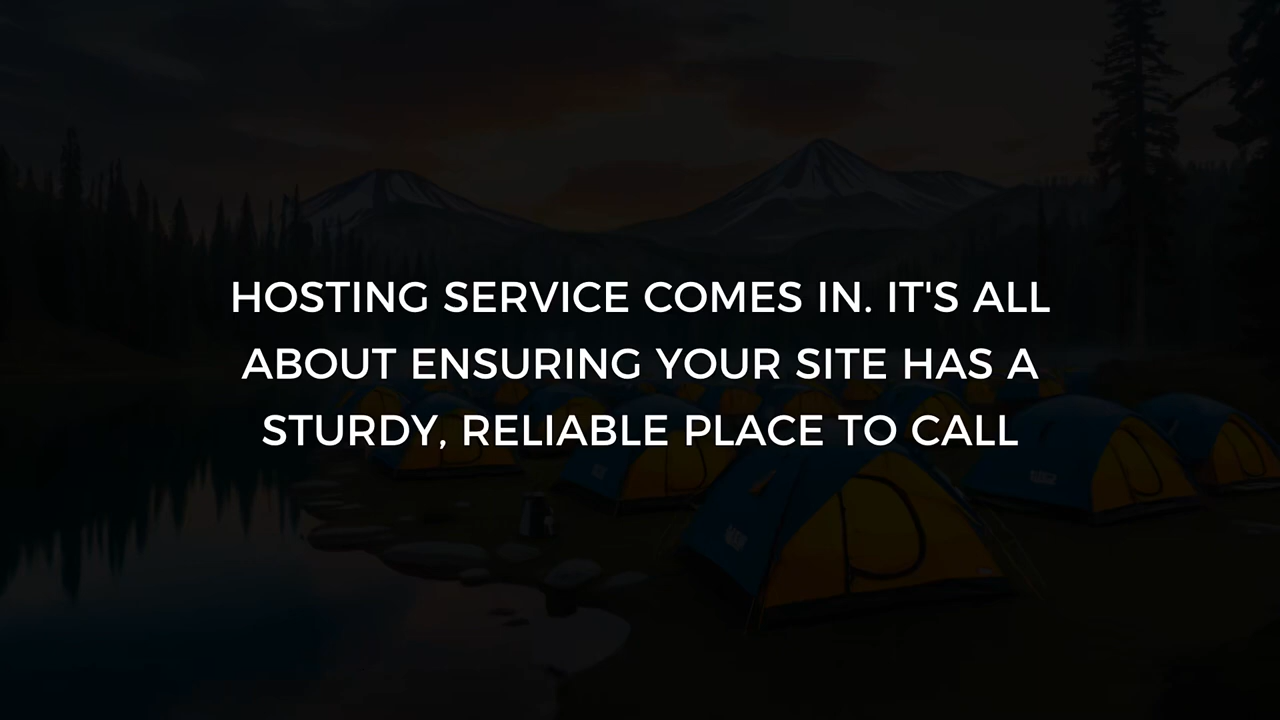 HOSTING SERVICE COMES IN. IT'S ALL
ABOUT ENSURING YOUR SITE HAS A
STURDY, RELIABLE PLACE TO CALL